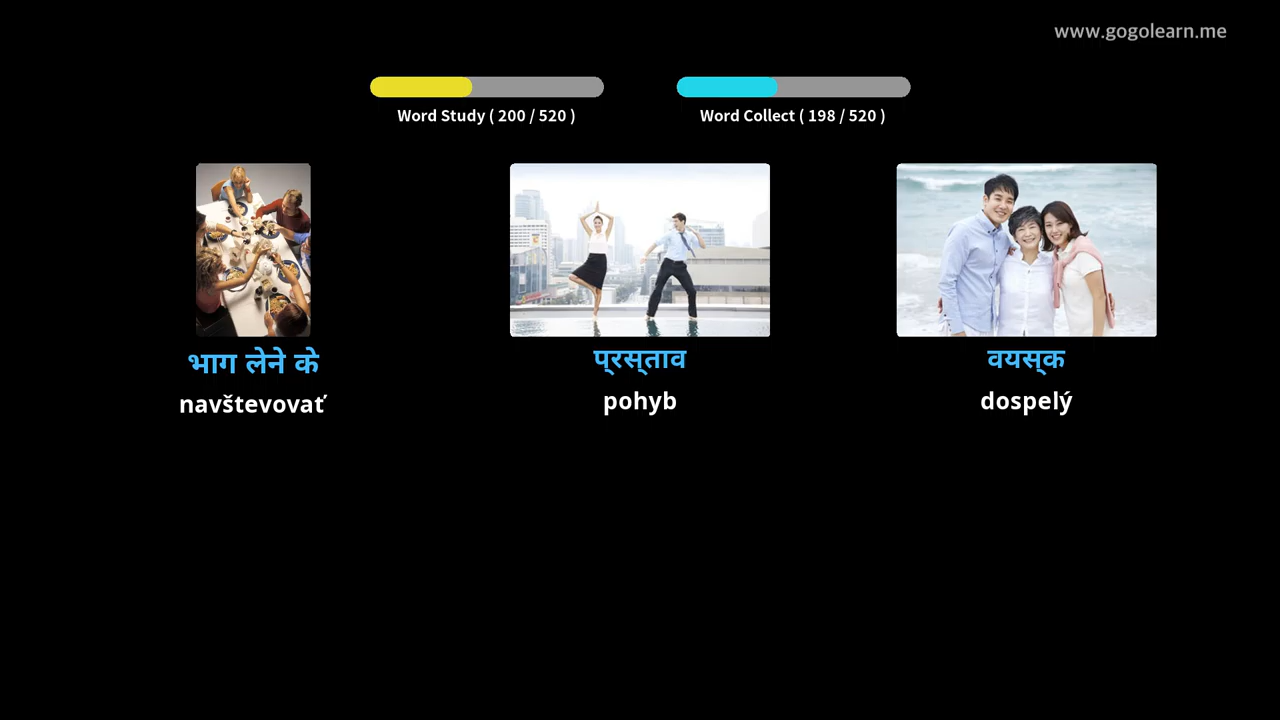 www.gogolearn.me
Word Study ( 200 / 520 )
Word Collect ( 198 / 520 )
भाग लेने के
navštevovať
प्रस्ताव
pohyb
वयस्क
dospelý